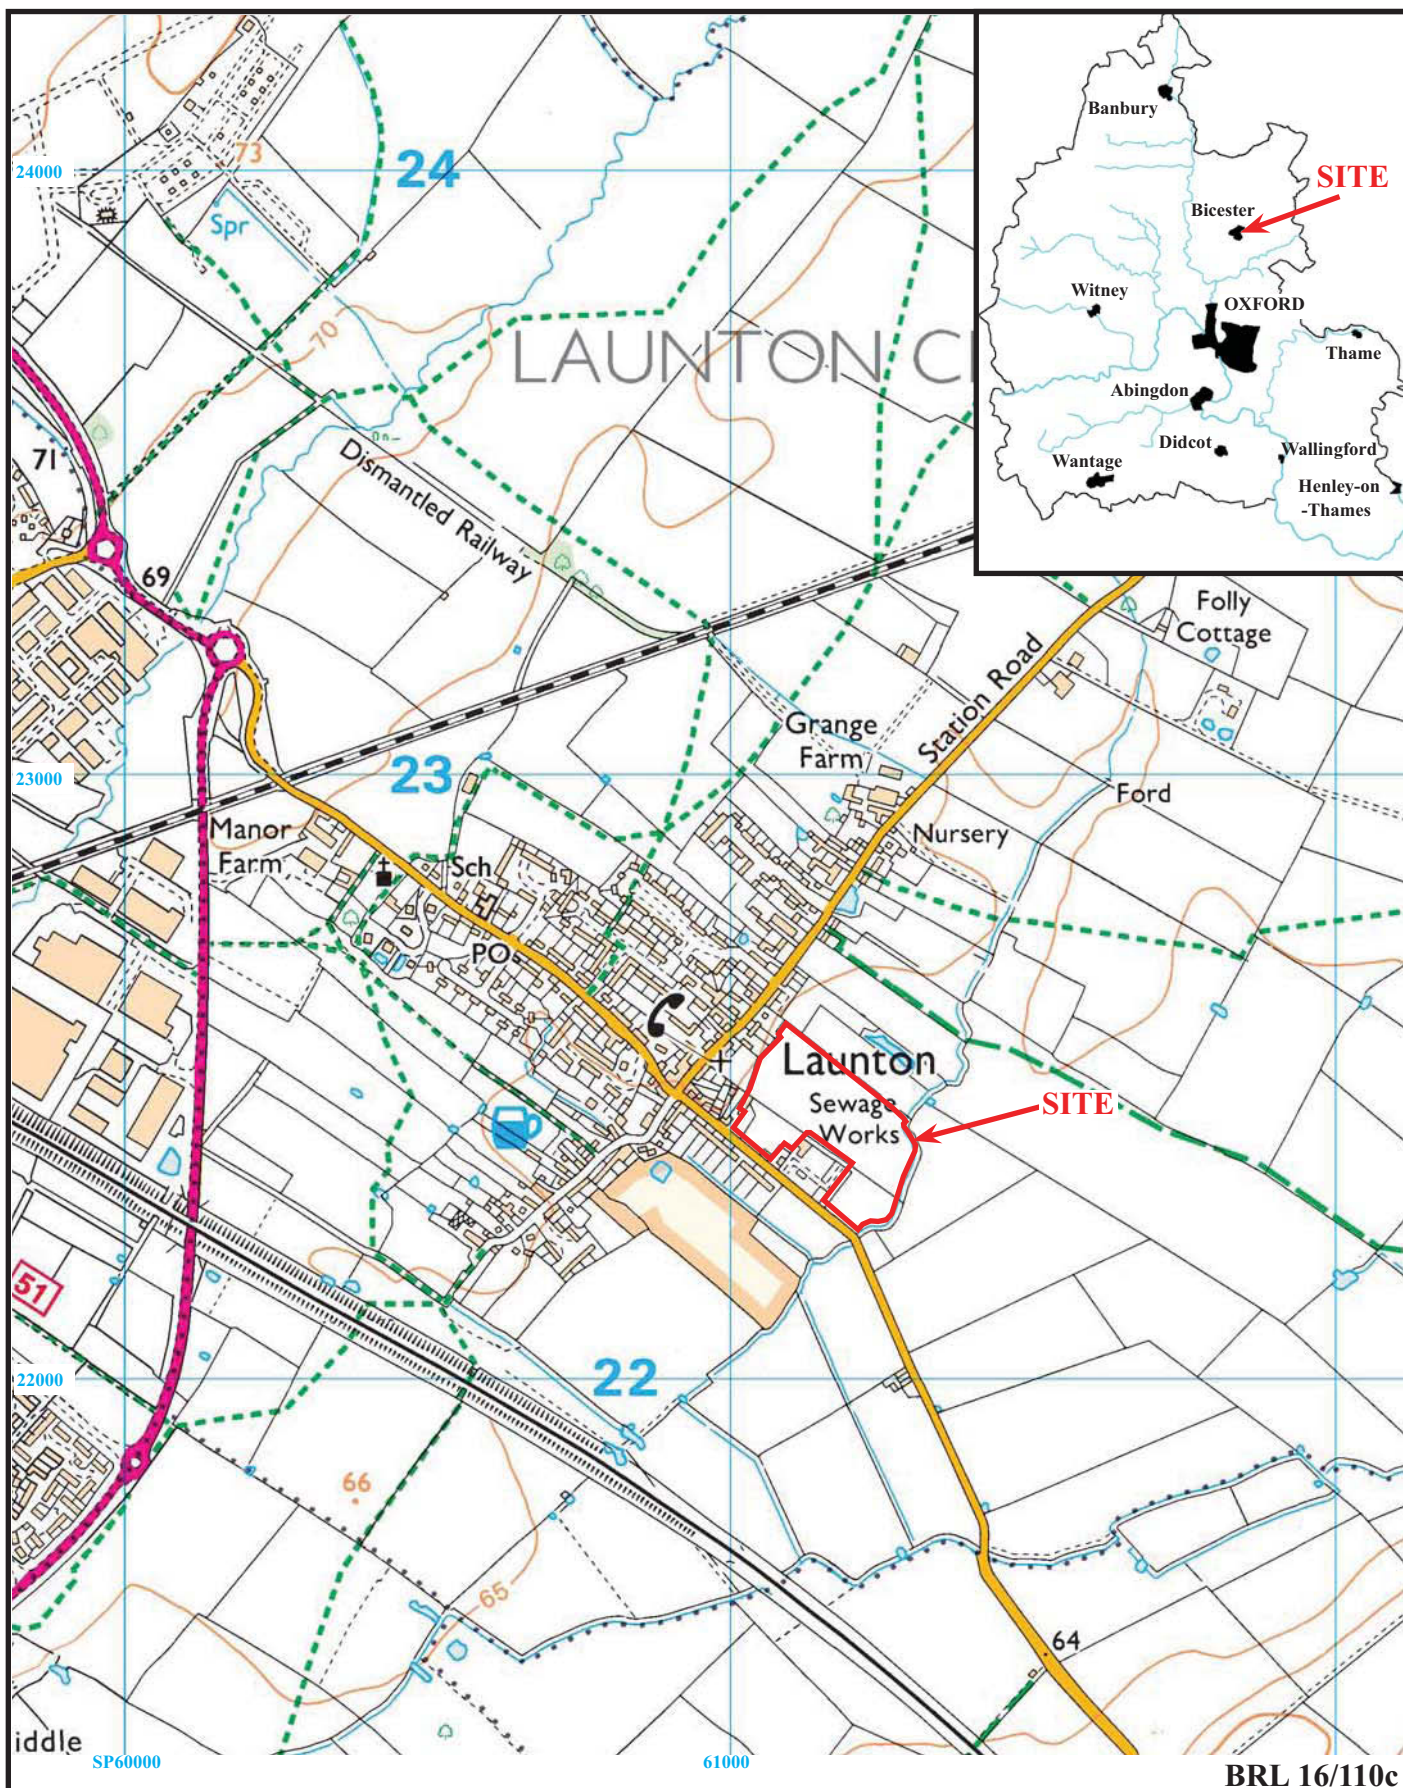 Banbury
SITE
Bicester
Witney
OXFORD
Thame
Abingdon
Didcot
Wallingford
Wantage
Henley-on
-Thames
24000
24
73
Spr
70
LAUNTON C
71
Dismantled Railway
69
Folly
Cottage
Station Road
Grange
Farm
23000
23
Ford
Manor
Farm
Nursery
Sch
PO
Launton
Sewage
Works
SITE
51
22000
22
66
65
64
iddle
SP60000
61000
BRL 16/110c